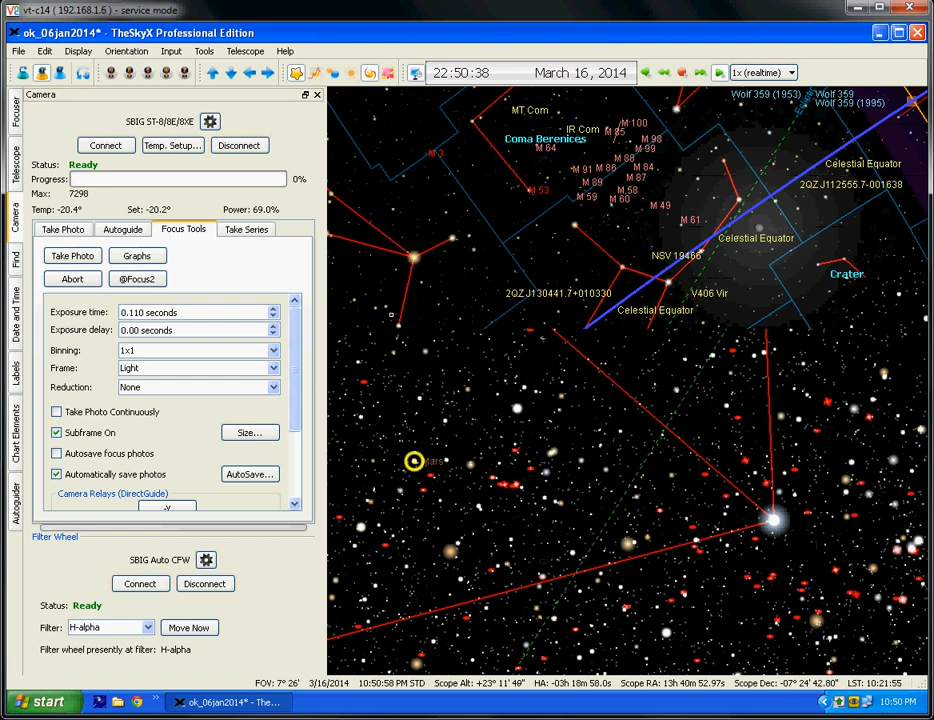 vt-c14 ( 192.168.1.6 ) - service mode
ok_06jan2014* - TheSkyX Professional Edition
File Edit Display Orientation Input Tools Telescope Help
22:50:38 March 16, 2014
1x (realtime)
Camera
Focuser
Telescope
Camera
Find
Date and Time
Labels
Chart Elements
Autoguider
SBIG ST-8/8E/8XE
Connect Temp. Setup... Disconnect
Status: Ready
Progress: 0%
Max: 7298
Temp: -20.4° Set: -20.2° Power: 69.0%
Take Photo Autoguide Focus Tools Take Series
Take Photo Graphs
Abort @Focus2
Exposure time: 0.110 seconds
Exposure delay: 0.00 seconds
Binning: 1x1
Frame: Light
Reduction: None
Take Photo Continuously
Subframe On Size...
Autosave focus photos
Automatically save photos AutoSave...
Camera Relays (DirectGuide)
-Y
Filter Wheel
SBIG Auto CFW
Connect Disconnect
Status: Ready
Filter: H-alpha Move Now
Filter wheel presently at filter: H-alpha
Wolf 359 (1953) Wolf 359
Wolf 359 (1995)
MT Com
IR Com
M 100
M 85
Coma Berenices
M 98
M 64
M 99
M 3
M 88
M 91 M 86 M 84
M 89 M 87
M 53
M 58
M 59 M 60
M 49
M 61
Celestial Equator
2QZ J112555.7-001638
Celestial Equator
NSV 19466
Crater
2QZ J130441.7+010330
V406 Vir
Celestial Equator
Mars
FOV: 7° 26' 3/16/2014 10:50:58 PM STD Scope Alt: +23° 11' 49" HA: -03h 18m 58.0s Scope RA: 13h 40m 52.97s Scope Dec: -07° 24' 42.80" LST: 10:21:55
start ok_06jan2014* - The... 10:50 PM